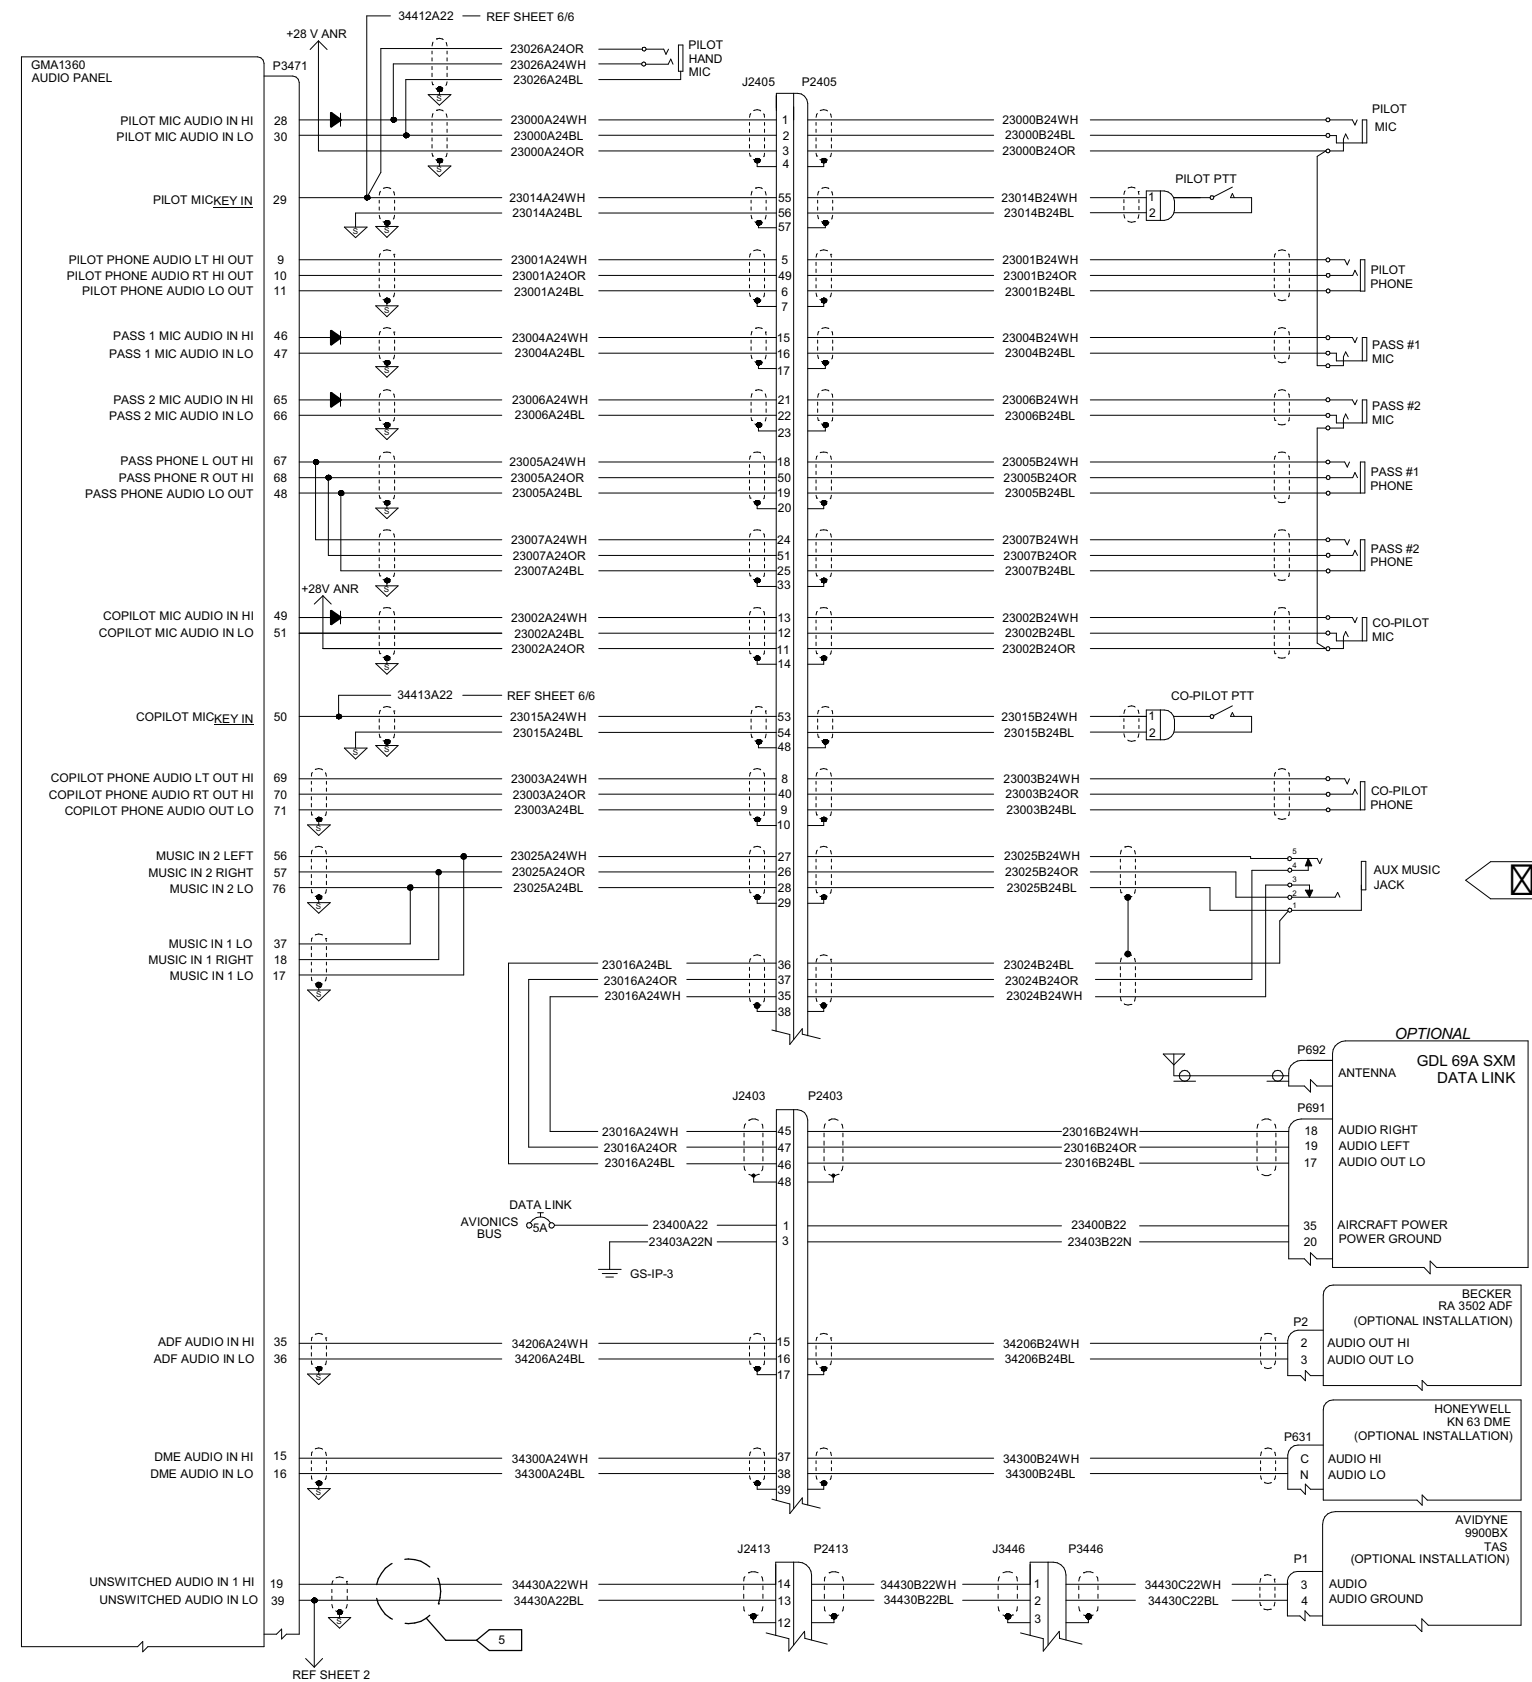 34412A22 REF SHEET 6/6
+28 V ANR
GMA1360
AUDIO PANEL
P3471
23026A24OR
23026A24WH
23026A24BL
PILOT
HAND
MIC
J2405 P2405
PILOT MIC AUDIO IN HI 28 23000A24WH 1 23000B24WH
PILOT MIC AUDIO IN LO 30 23000A24BL 2 23000B24BL
23000A24OR 3 23000B24OR
4
PILOT
MIC
S
S
PILOT MIC KEY IN 29 23014A24WH 55 23014B24WH 1
23014A24BL 56 23014B24BL 2
57
PILOT PTT
S
S
PILOT PHONE AUDIO LT HI OUT 9 23001A24WH 5 23001B24WH
PILOT PHONE AUDIO RT HI OUT 10 23001A24OR 49 23001B24OR
PILOT PHONE AUDIO LO OUT 11 23001A24BL 6 23001B24BL
7
PILOT
PHONE
S
PASS 1 MIC AUDIO IN HI 46 23004A24WH 15 23004B24WH
PASS 1 MIC AUDIO IN LO 47 23004A24BL 16 23004B24BL
17
PASS #1
MIC
S
PASS 2 MIC AUDIO IN HI 65 23006A24WH 21 23006B24WH
PASS 2 MIC AUDIO IN LO 66 23006A24BL 22 23006B24BL
23
PASS #2
MIC
S
PASS PHONE L OUT HI 67 23005A24WH 18 23005B24WH
PASS PHONE R OUT HI 68 23005A24OR 50 23005B24OR
PASS PHONE AUDIO LO OUT 48 23005A24BL 19 23005B24BL
20
PASS #1
PHONE
S
23007A24WH 24 23007B24WH
23007A24OR 51 23007B24OR
23007A24BL 25 23007B24BL
33
PASS #2
PHONE
S
+28V ANR
COPILOT MIC AUDIO IN HI 49 23002A24WH 13 23002B24WH
COPILOT MIC AUDIO IN LO 51 23002A24BL 12 23002B24BL
23002A24OR 11 23002B24OR
14
CO-PILOT
MIC
S
34413A22 REF SHEET 6/6
CO-PILOT PTT
COPILOT MIC KEY IN 50 23015A24WH 53 23015B24WH 1
23015A24BL 54 23015B24BL 2
48
S
S
COPILOT PHONE AUDIO LT OUT HI 69 23003A24WH 8 23003B24WH
COPILOT PHONE AUDIO RT OUT HI 70 23003A24OR 40 23003B24OR
COPILOT PHONE AUDIO OUT LO 71 23003A24BL 9 23003B24BL
10
CO-PILOT
PHONE
S
MUSIC IN 2 LEFT 56 23025A24WH 27 23025B24WH 5
MUSIC IN 2 RIGHT 57 23025A24OR 26 23025B24OR 4
MUSIC IN 2 LO 76 23025A24BL 28 23025B24BL 3
29
2
1
AUX MUSIC
JACK
S
MUSIC IN 1 LO 37
MUSIC IN 1 RIGHT 18
MUSIC IN 1 LO 17
S
23016A24BL 36 23024B24BL
23016A24OR 37 23024B24OR
23016A24WH 35 23024B24WH
38
OPTIONAL
P692
ANTENNA
GDL 69A SXM
DATA LINK
J2403 P2403
P691
23016A24WH 45 23016B24WH 18 AUDIO RIGHT
23016A24OR 47 23016B24OR 19 AUDIO LEFT
23016A24BL 46 23016B24BL 17 AUDIO OUT LO
48
DATA LINK
AVIONICS
BUS
5A
23400A22 1 23400B22 35 AIRCRAFT POWER
23403A22N 3 23403B22N 20 POWER GROUND
GS-IP-3
BECKER
RA 3502 ADF
(OPTIONAL INSTALLATION)
P2
ADF AUDIO IN HI 35 34206A24WH 15 34206B24WH 2 AUDIO OUT HI
ADF AUDIO IN LO 36 34206A24BL 16 34206B24BL 3 AUDIO OUT LO
17
S
HONEYWELL
KN 63 DME
(OPTIONAL INSTALLATION)
P631
DME AUDIO IN HI 15 34300A24WH 37 34300B24WH C AUDIO HI
DME AUDIO IN LO 16 34300A24BL 38 34300B24BL N AUDIO LO
39
S
AVIDYNE
9900BX
TAS
(OPTIONAL INSTALLATION)
J2413 P2413 J3446 P3446 P1
UNSWITCHED AUDIO IN 1 HI 19 34430A22WH 14 34430B22WH 1 34430C22WH 3 AUDIO
UNSWITCHED AUDIO IN LO 39 34430A22BL 13 34430B22BL 2 34430C22BL 4 AUDIO GROUND
12 3
S
5
REF SHEET 2